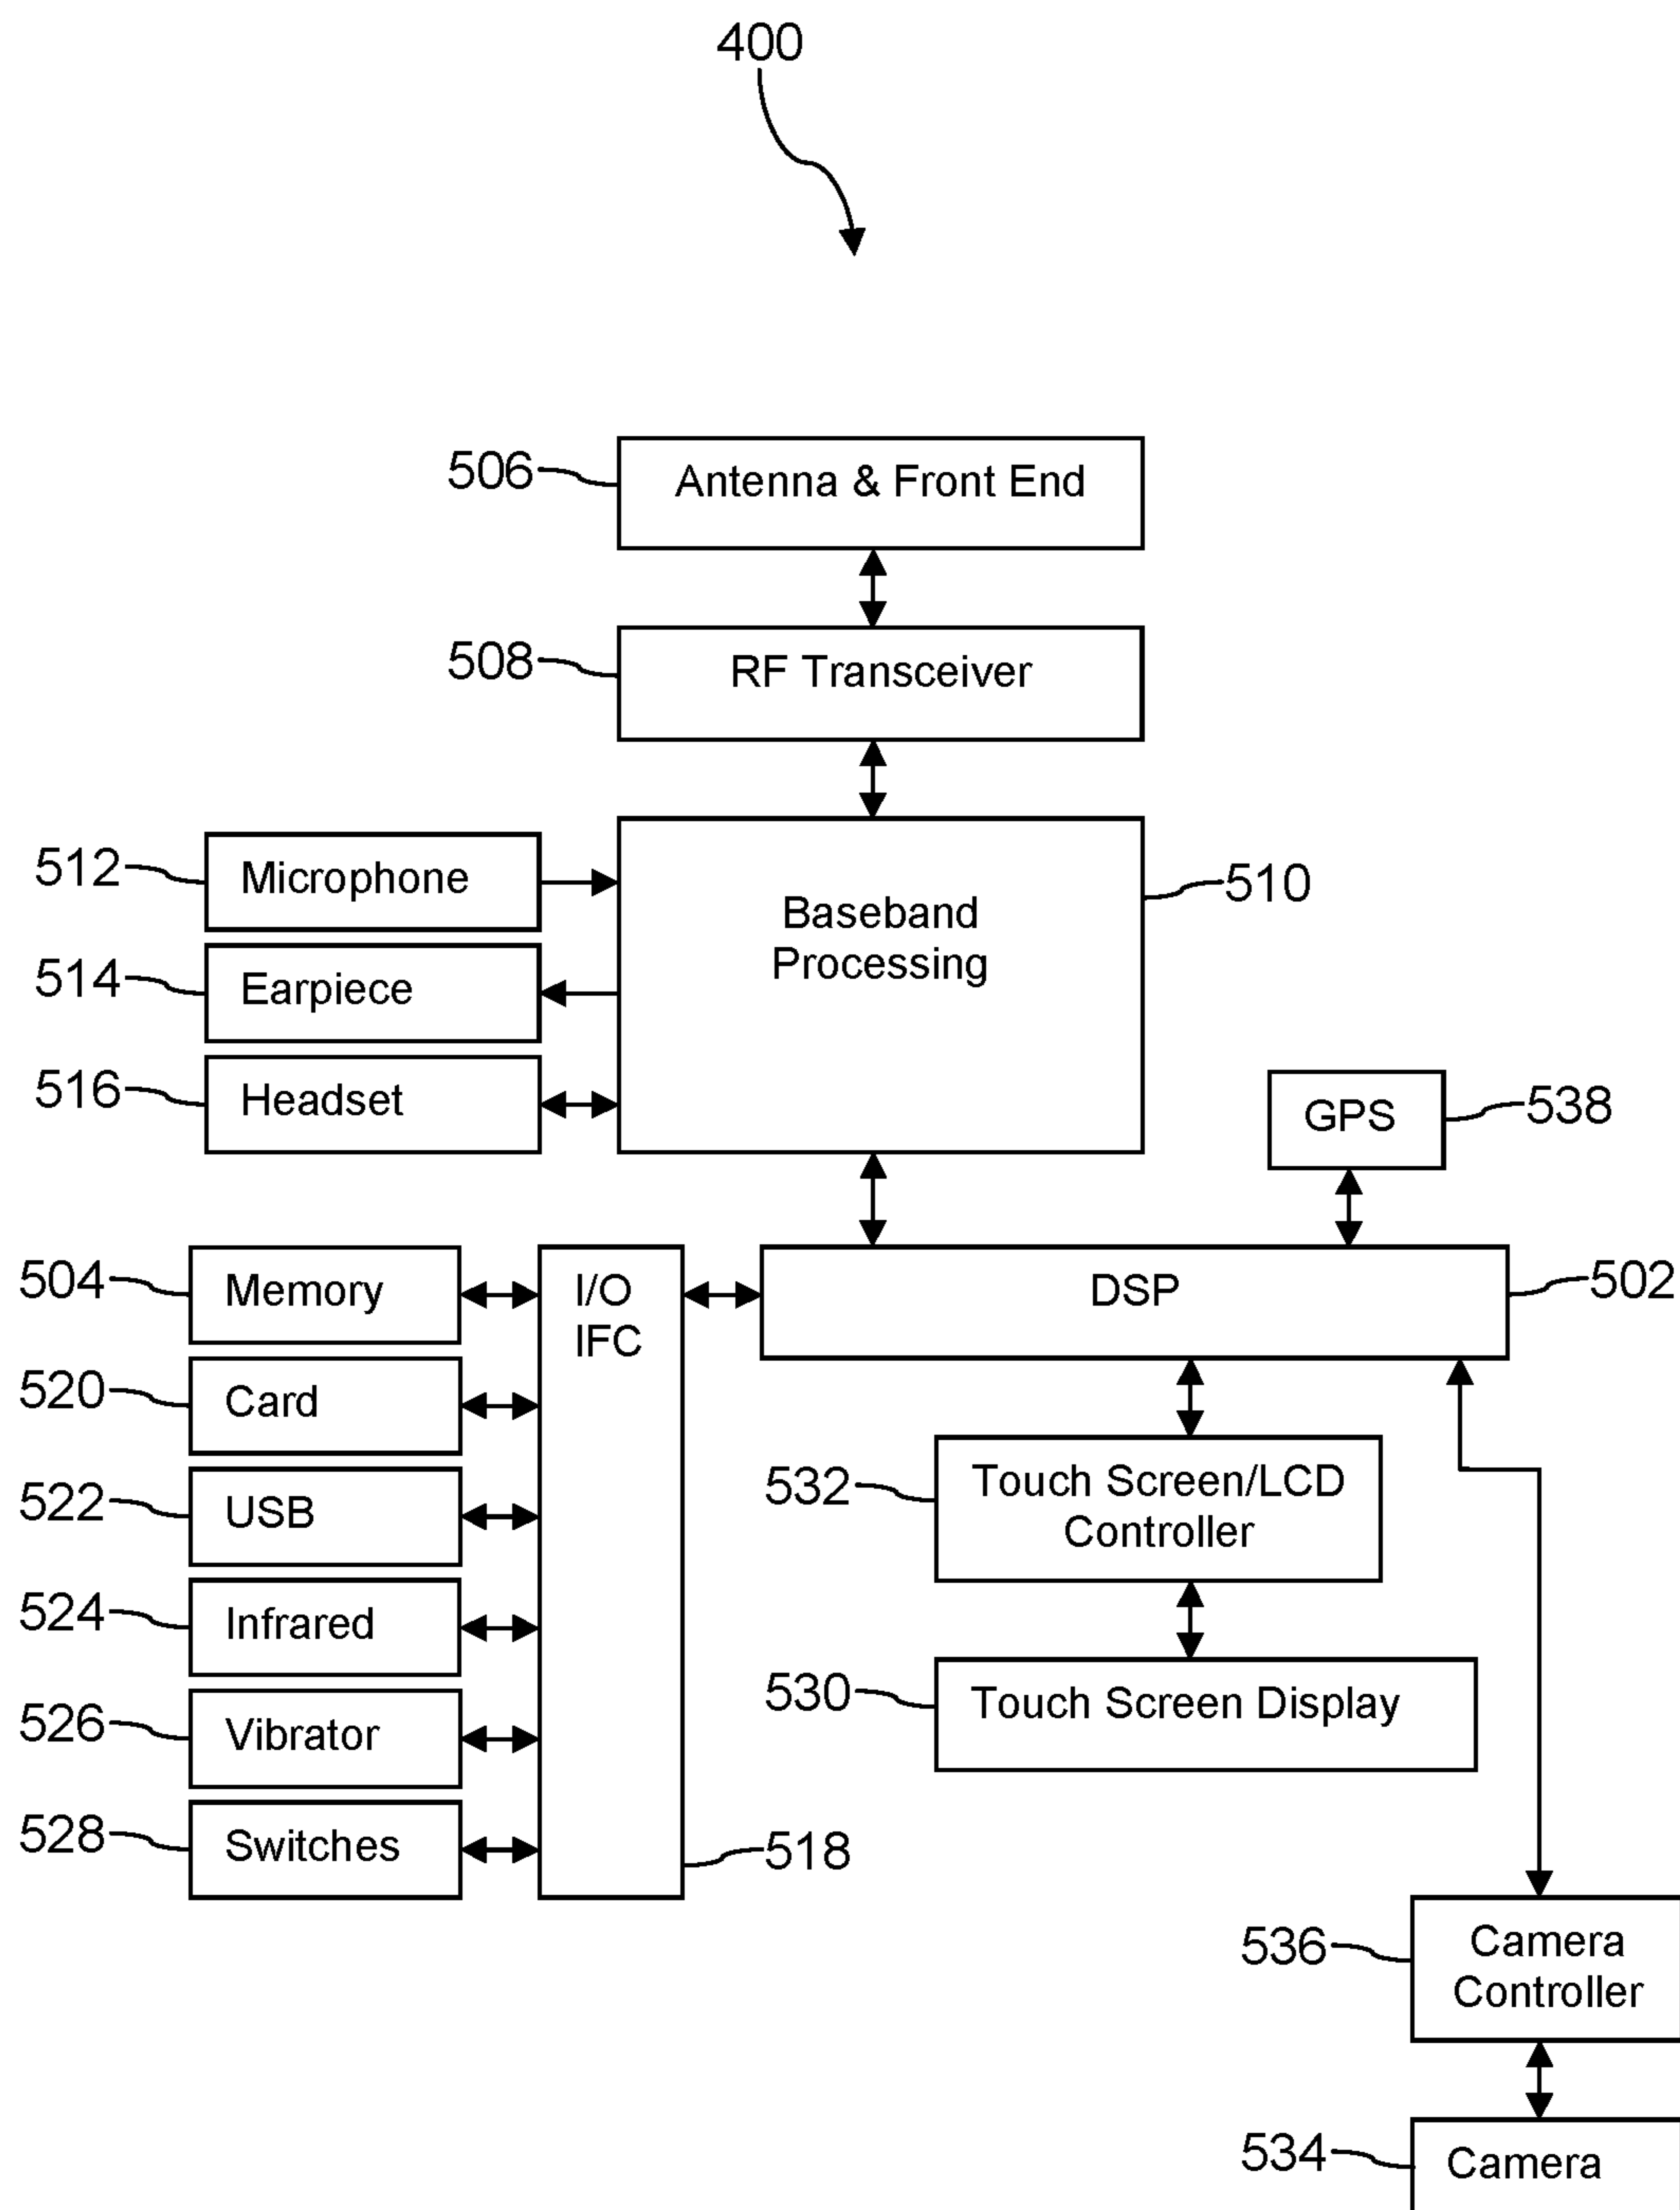 400
506
Antenna & Front End
508
RF Transceiver
512
Microphone
Baseband
Processing
510
514
Earpiece
516
Headset
GPS
538
504
Memory
I/O
IFC
DSP
502
520
Card
522
USB
532
Touch Screen/LCD
Controller
524
Infrared
530
Touch Screen Display
526
Vibrator
528
Switches
518
536
Camera
Controller
534
Camera